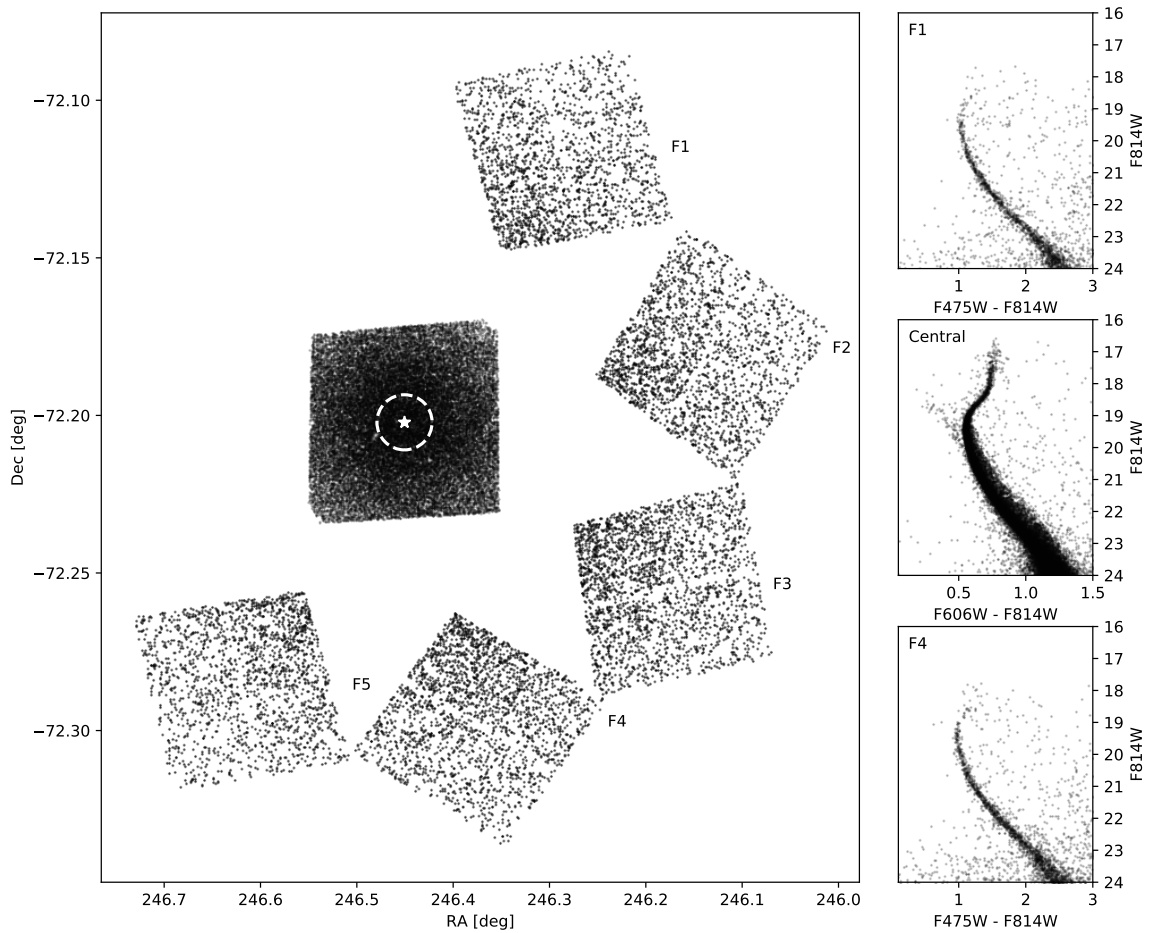 −72.10
−72.15
−72.20
−72.25
−72.30
Dec [deg]
246.7 246.6 246.5 246.4 246.3 246.2 246.1 246.0
RA [deg]
F1
F2
F3
F4
F5
F1
16
17
18
19
20
21
22
23
24
F814W
1 2 3
F475W - F814W
Central
16
17
18
19
20
21
22
23
24
F814W
0.5 1.0 1.5
F606W - F814W
F4
16
17
18
19
20
21
22
23
24
F814W
1 2 3
F475W - F814W